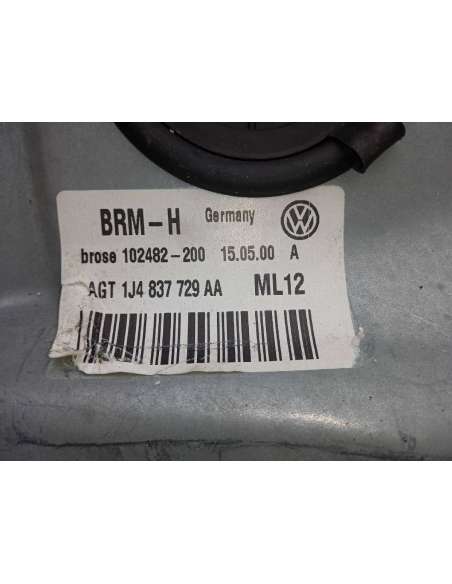 BRM-H Germany
brose 102482-200 15.05.00 A
AGT 1J4 837 729 AA ML12